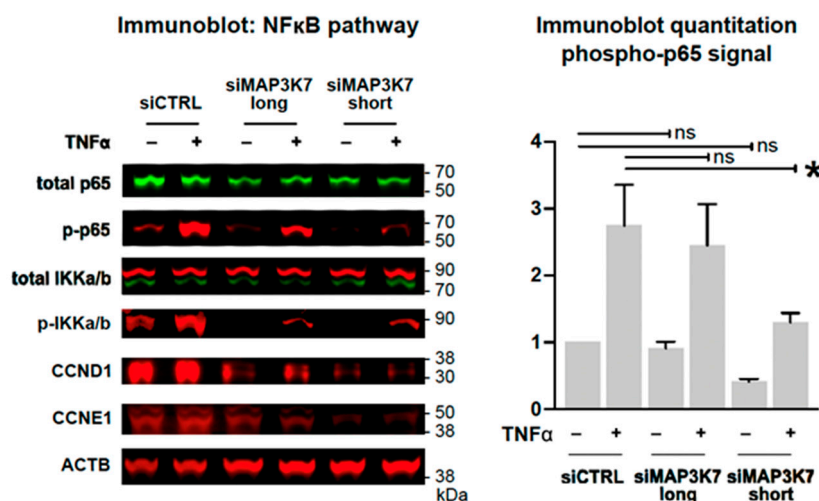 Immunoblot: NFκB pathway
siCTRL siMAP3K7 long siMAP3K7 short
TNFα – + – + – +
total p65 70 50
p-p65 70 50
total IKKa/b 90 70
p-IKKa/b 90
CCND1 38 30
CCNE1 50 38
ACTB 38
kDa
Immunoblot quantitation
phospho-p65 signal
4
3
2
1
0
ns
ns
ns
*
TNFα – + – + – +
siCTRL siMAP3K7 long siMAP3K7 short